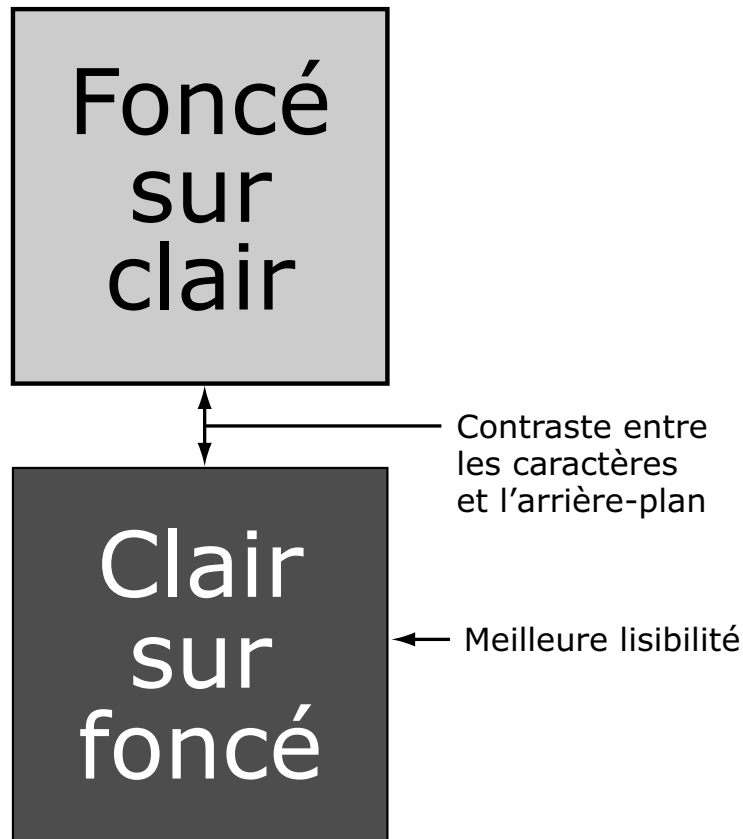 Foncé
sur
clair
Contraste entre
les caractères
et l’arrière-plan
Clair
sur
foncé
Meilleure lisibilité